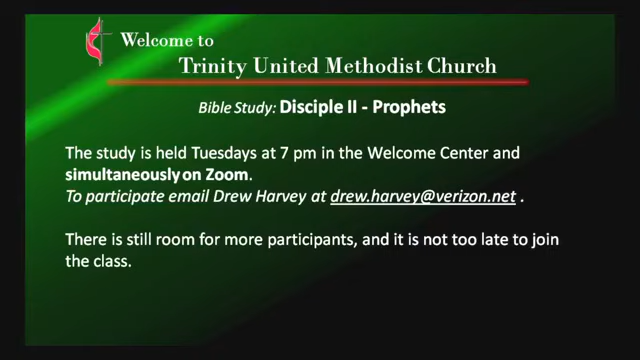 Welcome to
Trinity United Methodist Church
Bible Study: Disciple II - Prophets
The study is held Tuesdays at 7 pm in the Welcome Center and
simultaneously on Zoom.
To participate email Drew Harvey at drew.harvey@verizon.net .
There is still room for more participants, and it is not too late to join
the class.